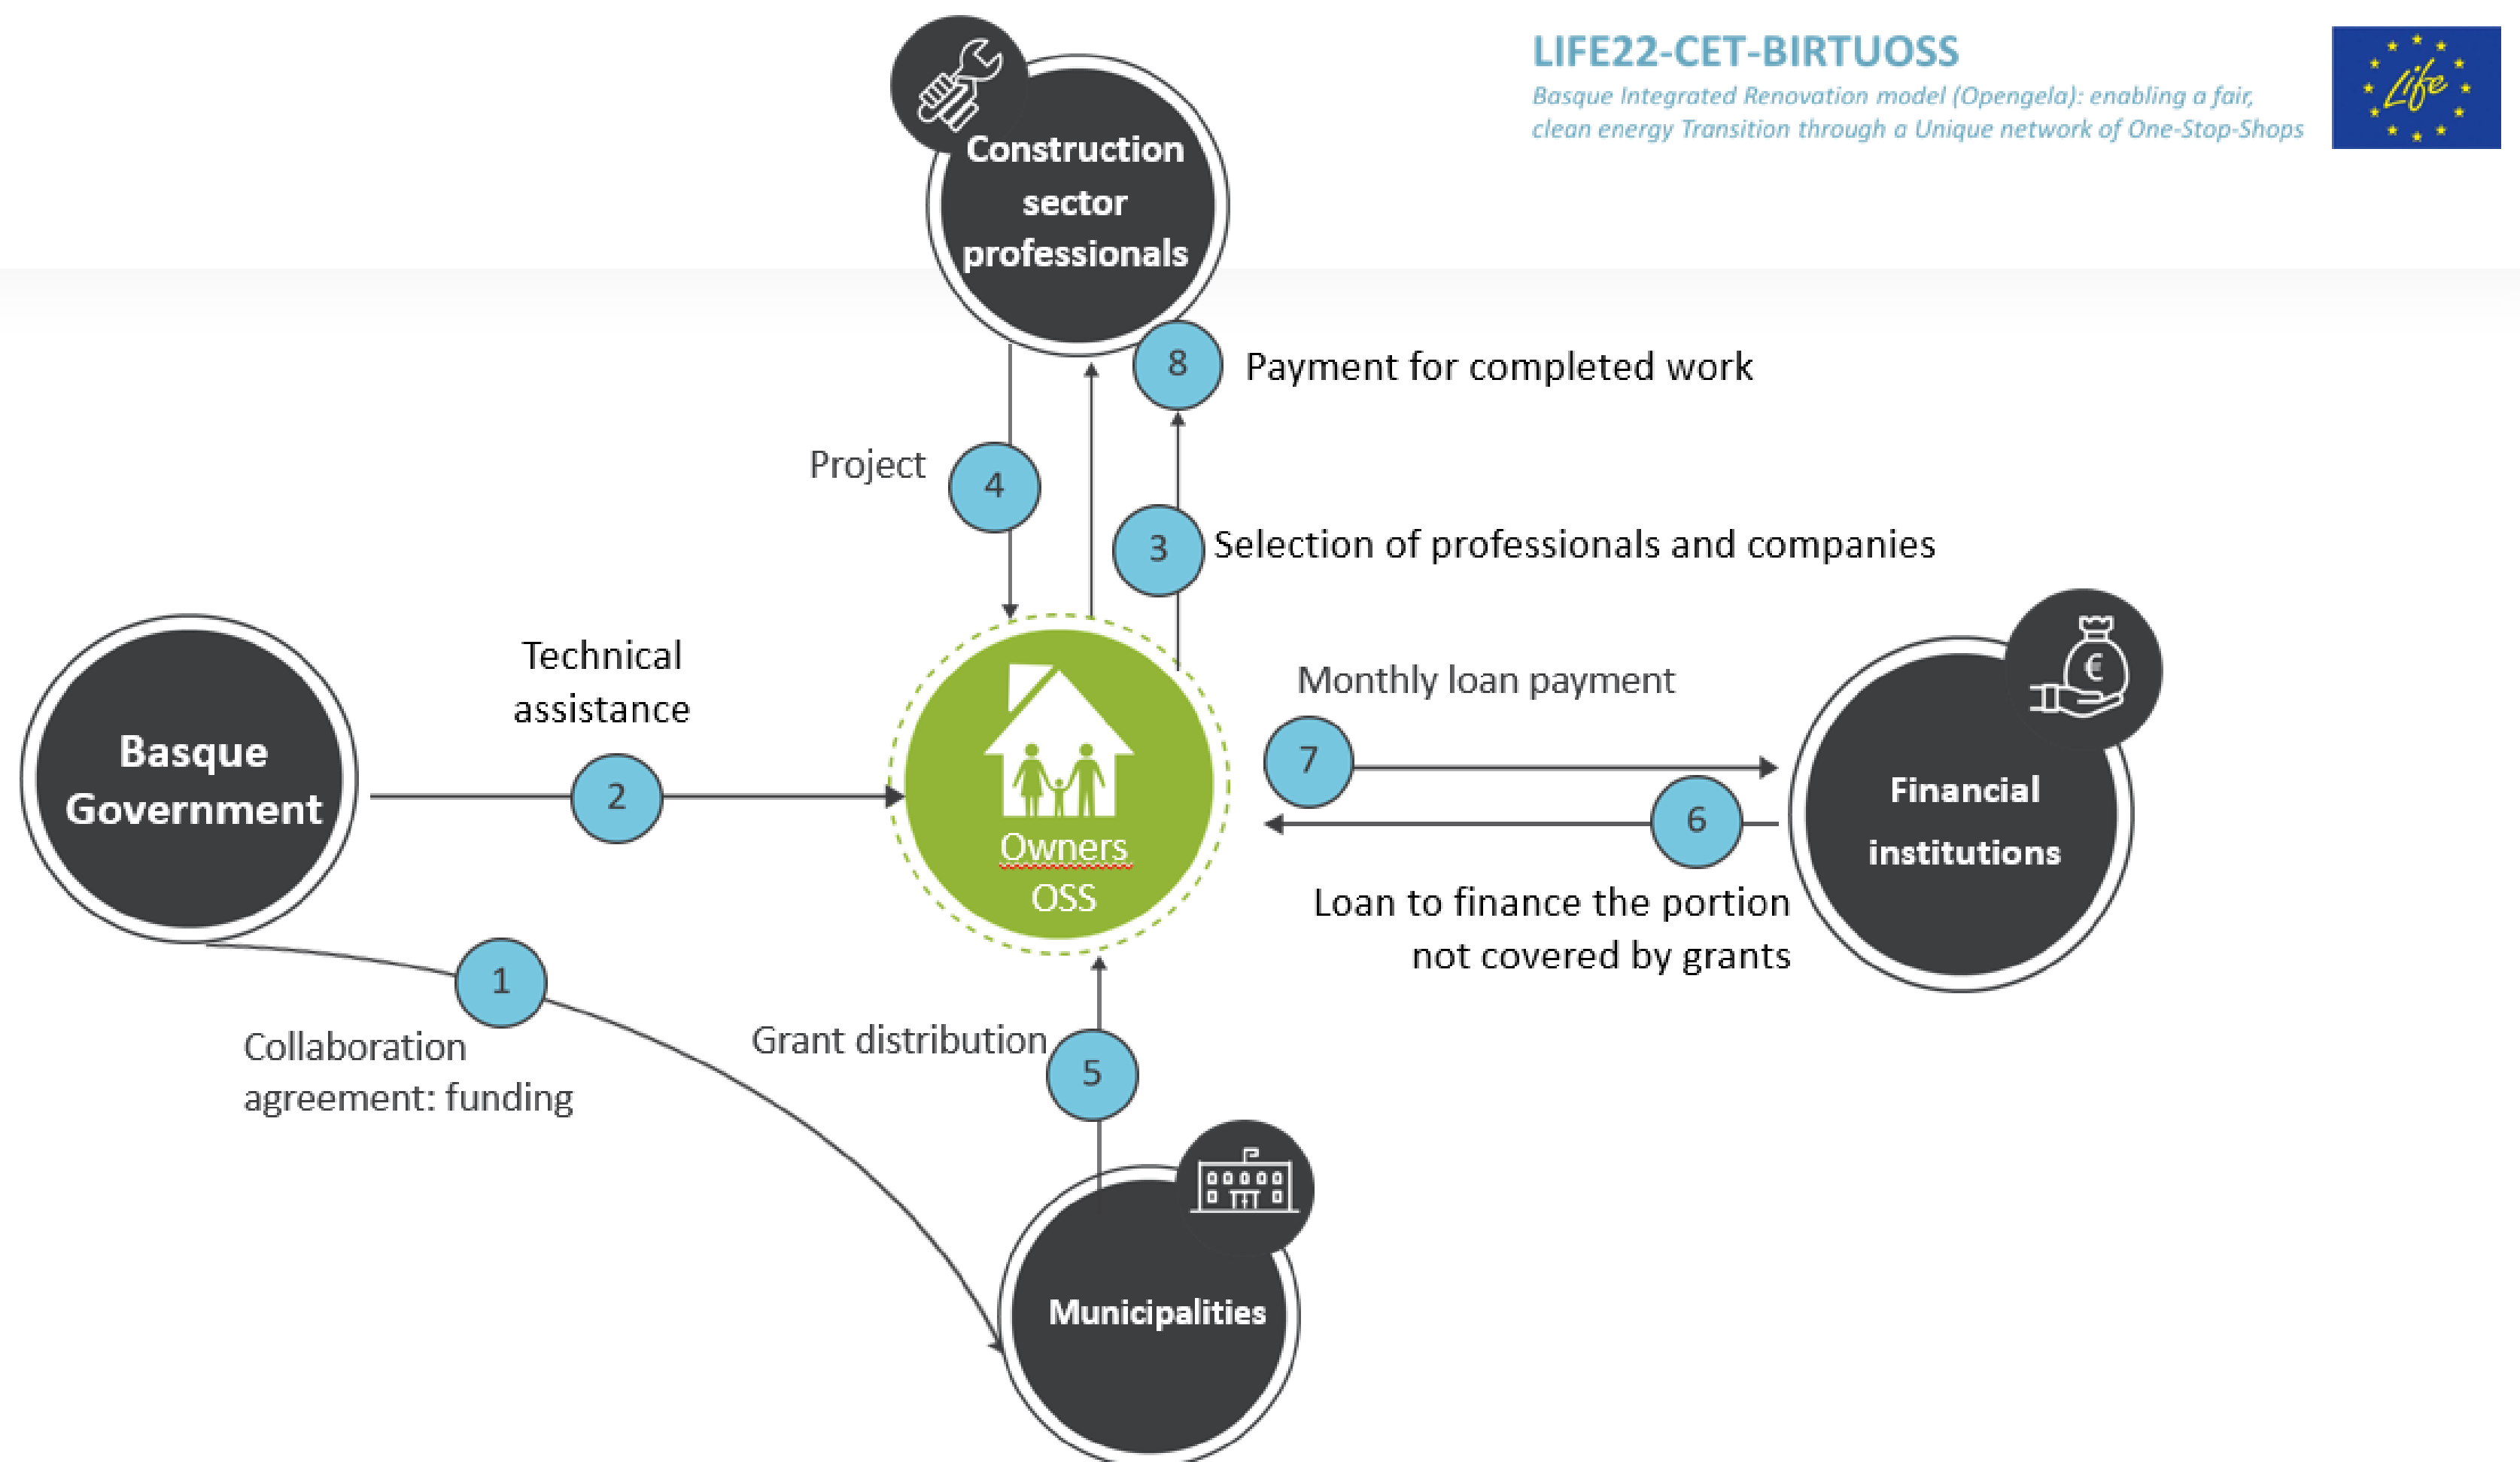 LIFE22-CET-BIRTUOSS
Basque Integrated Renovation model (Opengela): enabling a fair,
clean energy Transition through a Unique network of One-Stop-Shops
Life
Construction
sector
professionals
8
Payment for completed work
Project
4
3
Selection of professionals and companies
Basque
Government
Technical
assistance
2
Owners
OSS
Monthly loan payment
7
6
Loan to finance the portion
not covered by grants
€
Financial
institutions
1
Collaboration
agreement: funding
Grant distribution
5
Municipalities